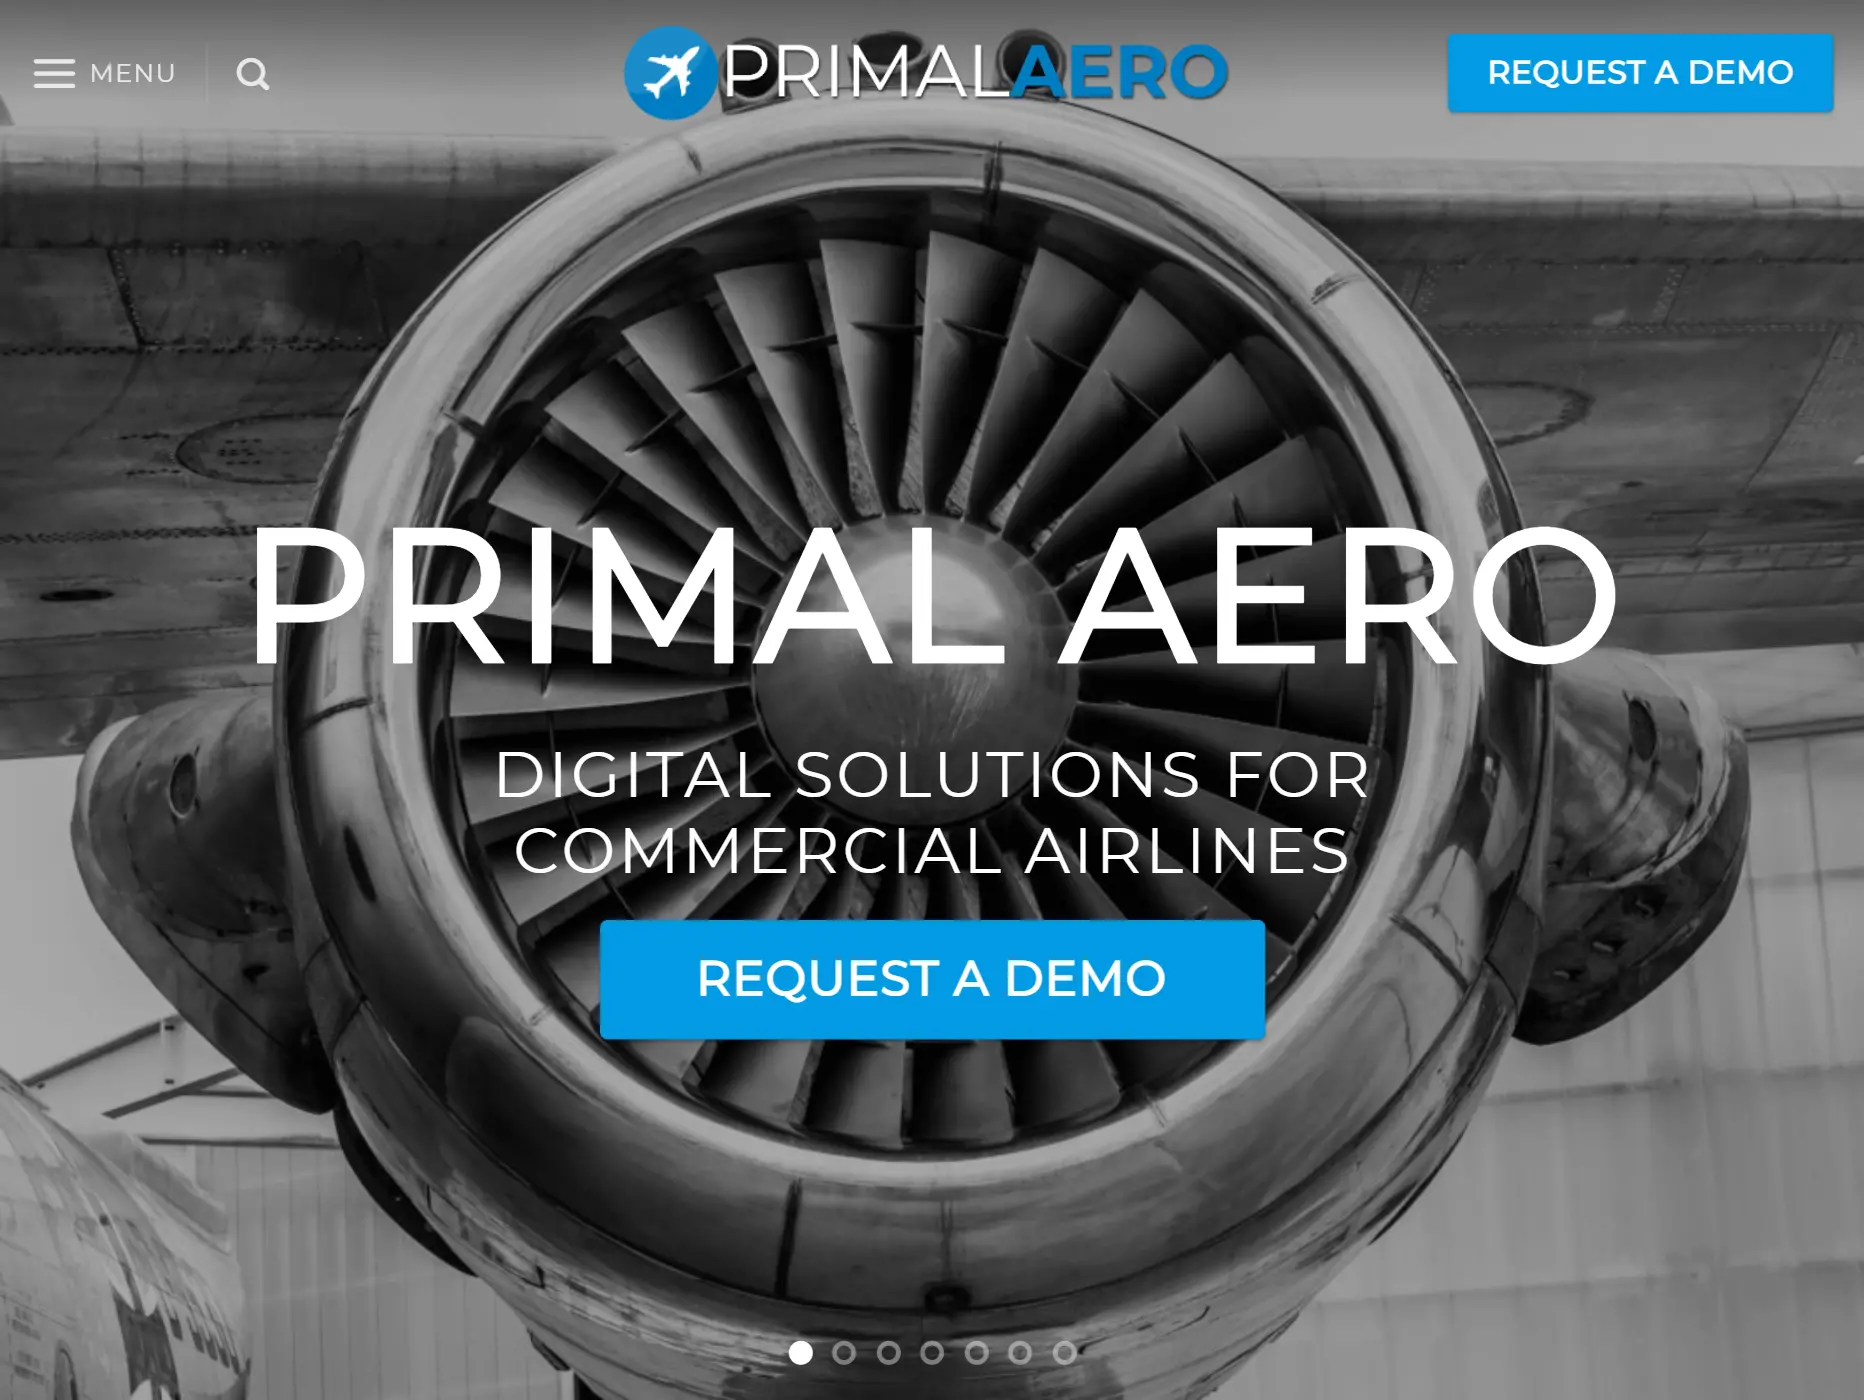 MENU
PRIMALAERO
REQUEST A DEMO
PRIMAL AERO
DIGITAL SOLUTIONS FOR
COMMERCIAL AIRLINES
REQUEST A DEMO